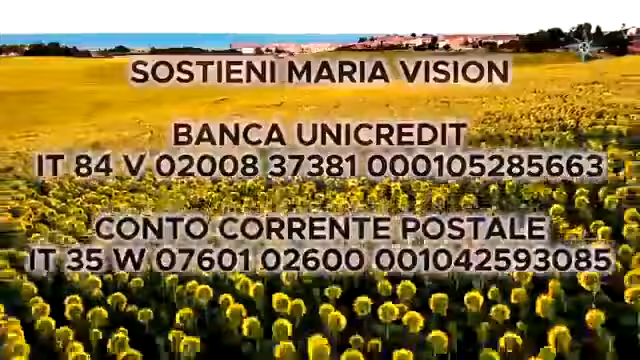 SOSTIENI MARIA VISION
BANCA UNICREDIT
IT 84 V 02008 37381 000105285663
CONTO CORRENTE POSTALE
IT 35 W 07601 02600 001042593085